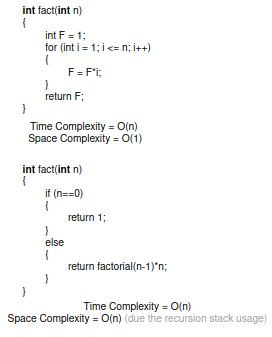 int fact(int n)
{
int F = 1;
for (int i = 1; i <= n; i++)
{
F = F*i;
}
return F;
}
Time Complexity = O(n)
Space Complexity = O(1)
int fact(int n)
{
if (n==0)
{
return 1;
}
else
{
return factorial(n-1)*n;
}
}
Time Complexity = O(n)
Space Complexity = O(n) (due the recursion stack usage)